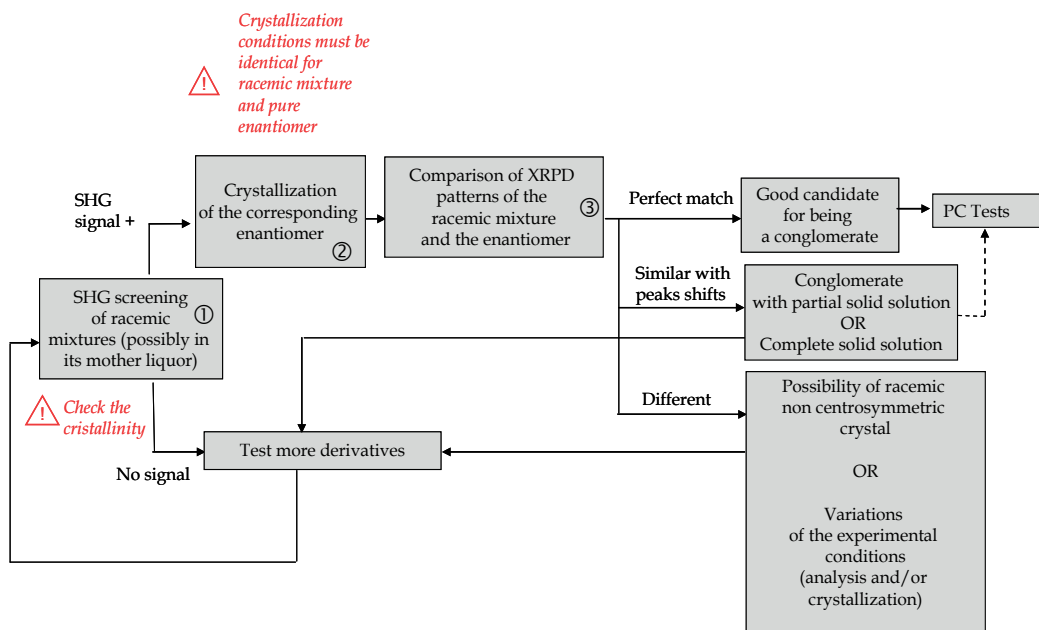 Crystallization
conditions must be
identical for
racemic mixture
and pure
enantiomer
!
SHG
signal +
Crystallization
of the corresponding
enantiomer
②
Comparison of XRPD
patterns of the
racemic mixture
and the enantiomer
③
Perfect match
Good candidate
for being
a conglomerate
PC Tests
SHG screening
of racemic
mixtures (possibly in
its mother liquor)
①
Similar with
peaks shifts
Conglomerate
with partial solid solution
OR
Complete solid solution
!
Check the
cristallinity
No signal
Test more derivatives
Different
Possibility of racemic
non centrosymmetric
crystal
OR
Variations
of the experimental
conditions
(analysis and/or
crystallization)